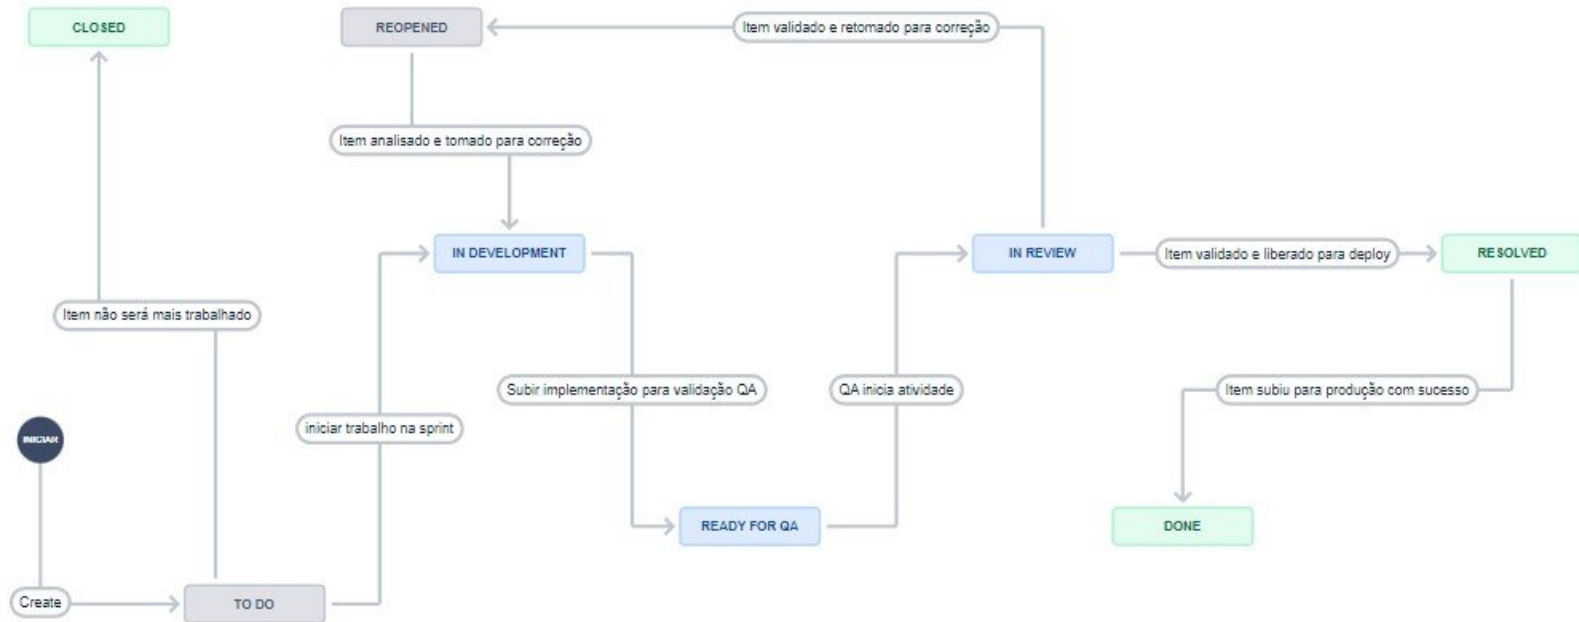 CLOSED
REOPENED
Item validado e retornado para correção
Item analisado e tomado para correção
IN DEVELOPMENT
IN REVIEW
Item validado e liberado para deploy
RESOLVED
Item não será mais trabalhado
Subir implementação para validação QA
QA inicia atividade
Item subiu para produção com sucesso
iniciar trabalho na sprint
INICIAR
READY FOR QA
DONE
Create
TO DO